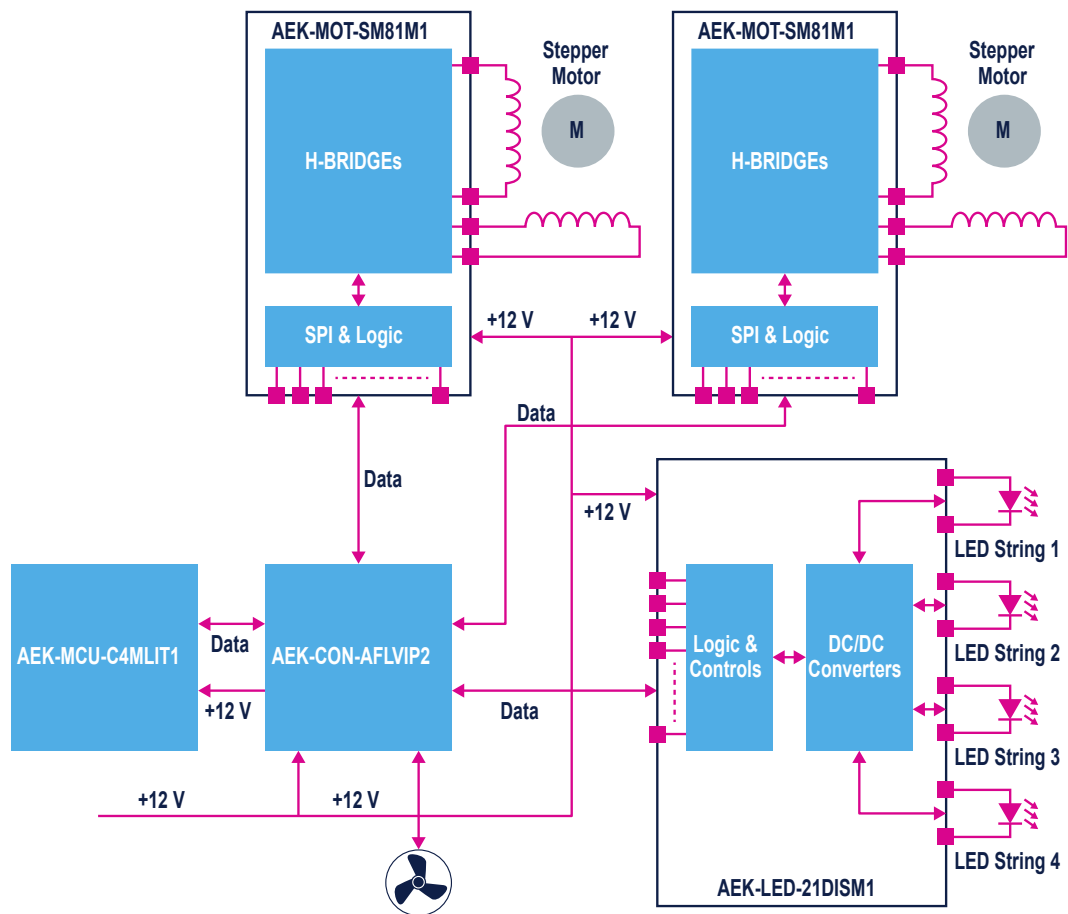 AEK-MOT-SM81M1
AEK-MOT-SM81M1
Stepper
Motor
M
Stepper
Motor
M
H-BRIDGEs
H-BRIDGEs
SPI & Logic
+12 V
+12 V
SPI & Logic
Data
Data
+12 V
LED String 1
AEK-MCU-C4MLIT1
Data
+12 V
AEK-CON-AFLVIP2
Data
Logic &
Controls
DC/DC
Converters
LED String 2
LED String 3
+12 V
+12 V
LED String 4
AEK-LED-21DISM1